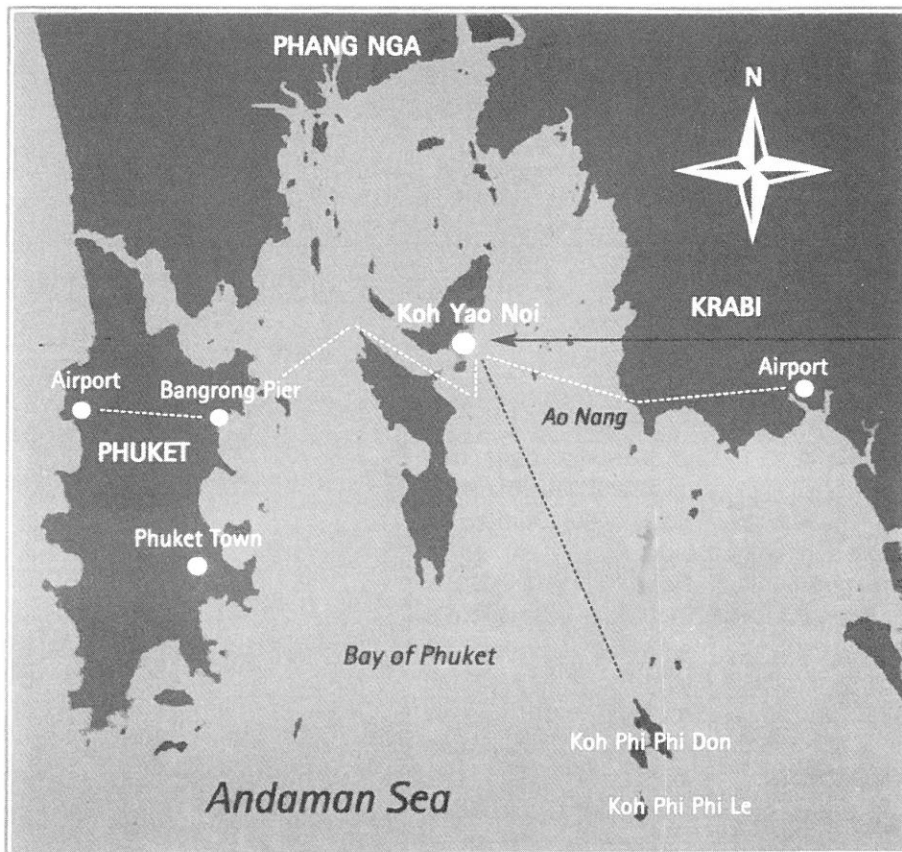 PHANG NGA
N
Koh Yao Noi
KRABI
Airport
Bangrong Pier
Airport
Ao Nang
PHUKET
Phuket Town
Bay of Phuket
Koh Phi Phi Don
Andaman Sea
Koh Phi Phi Le